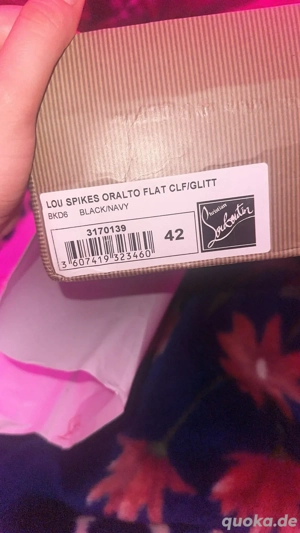 LOU SPIKES ORALTO FLAT CLF/GLITT
BKD6 BLACK/NAVY
3170139
42
3 607419 323460
Christian
Louboutin
quoka.de